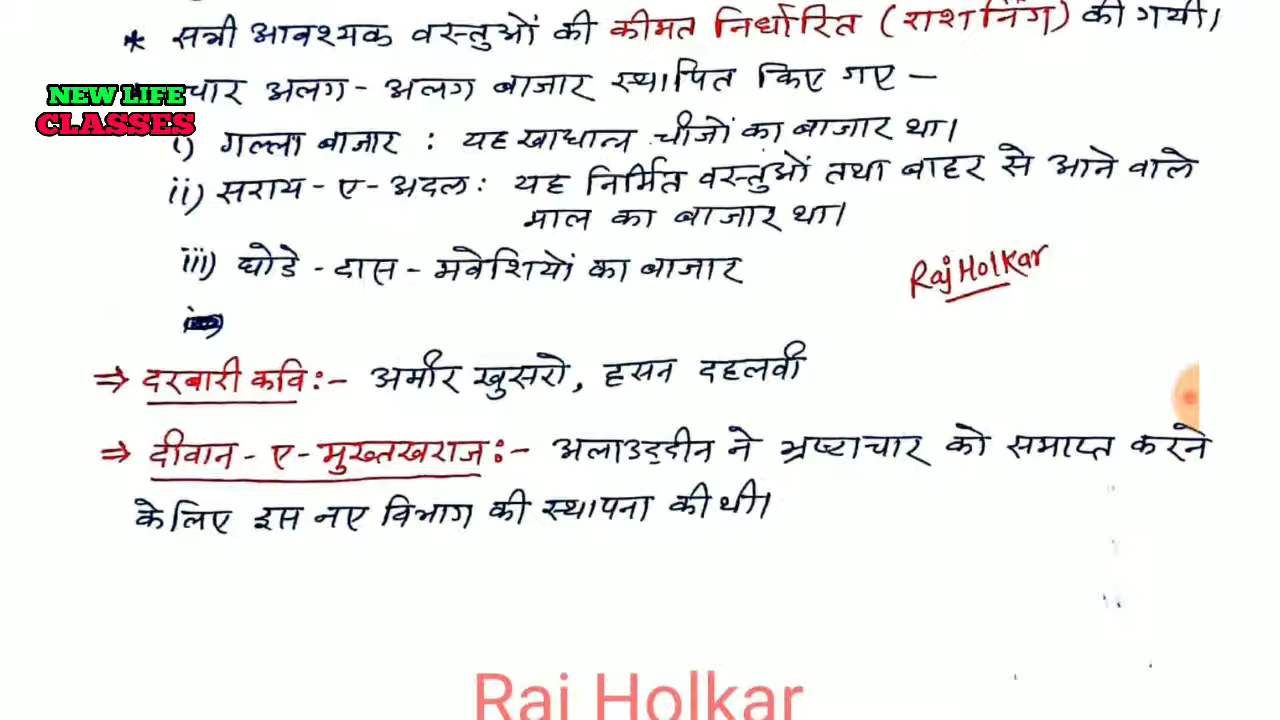 * सभी आवश्यक वस्तुओं की कीमत निर्धारित (राशनिंग) की गयी।
चार अलग-अलग बाजार स्थापित किए गए –
NEW LIFE
CLASSES
i) गल्ला बाजार : यह खाद्यान्न चीजों का बाजार था।
ii) सराय-ए-अदल : यह निर्मित वस्तुओं तथा बाहर से आने वाले
माल का बाजार था।
iii) घोडे-दास-मवेशियों का बाजार
Raj Holkar
⇒ दरबारी कवि :- अमीर खुसरो, हसन दहलवी
⇒ दीवान-ए-मुख्तखराज :- अलाउद्दीन ने भ्रष्टाचार को समाप्त करने
के लिए इस नए विभाग की स्थापना की थी।
Raj Holkar